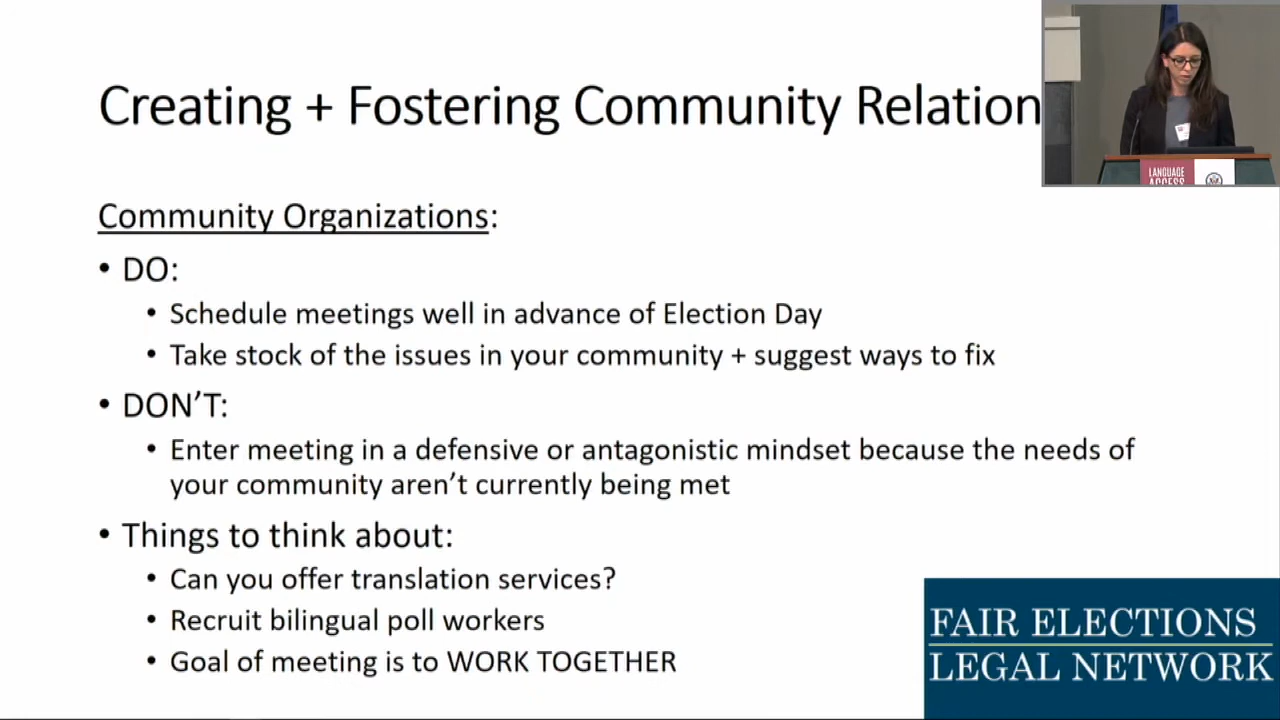 Creating + Fostering Community Relation
Community Organizations:
• DO:
• Schedule meetings well in advance of Election Day
• Take stock of the issues in your community + suggest ways to fix
• DON’T:
• Enter meeting in a defensive or antagonistic mindset because the needs of
your community aren’t currently being met
• Things to think about:
• Can you offer translation services?
• Recruit bilingual poll workers
• Goal of meeting is to WORK TOGETHER
LANGUAGE
ACCESS
FAIR ELECTIONS
LEGAL NETWORK